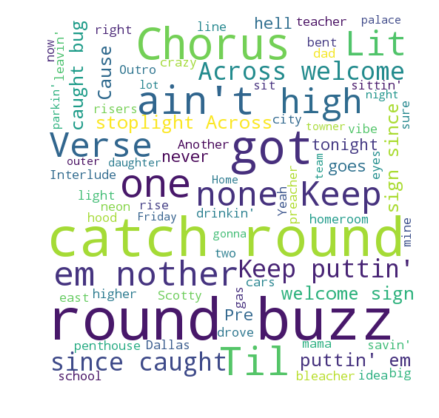 right line hell teacher palace
now parkin' leavin' caught bug Cause Chorus bent dad Lit
Outro crazy Across welcome
risers lot sit sittin'
ain't high
stoplight Across city night sure sign since
Verse Another never got tonight towner vibe
outer daughter goes eyes
Interlude one none Home Yeah preacher team Keep
light rise
neon drinkin' homeroom mine
hood Friday gonna
catch round
two
em nother Keep puttin'
cars
east higher Scotty gas welcome sign
round buzz
Pre
drove
penthouse Dallas mama savin'
since caught Til puttin' em
bleacher idea big
school